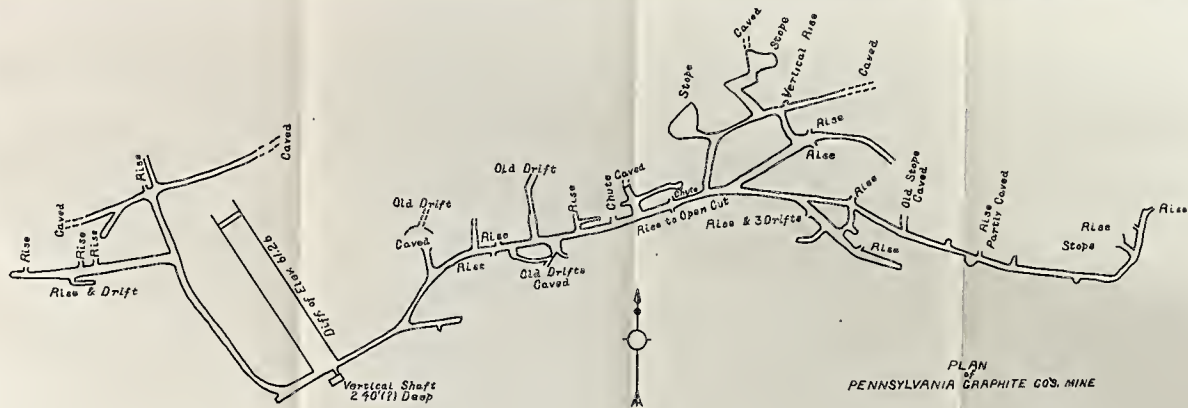 Caved
Stope
Vertical Rise
Caved
Stope
Rise
Rise
Rise
Caved
Caved
Rise
Rise
Rise
Rise & Drift
Diff. of Elev. 61.26
Vertical Shaft
240'(?) Deep
Old Drift
Caved
Rise
Rise
Old Drift
Old Drifts
Caved
Rise
Chute
Caved
Chute
Rise to Open Cut
Rise & 3 Drifts
Rise
Rise
Old Stope
Caved
Rise
Partly Caved
Stope
Rise
Rise
PLAN
of
PENNSYLVANIA GRAPHITE CO'S. MINE